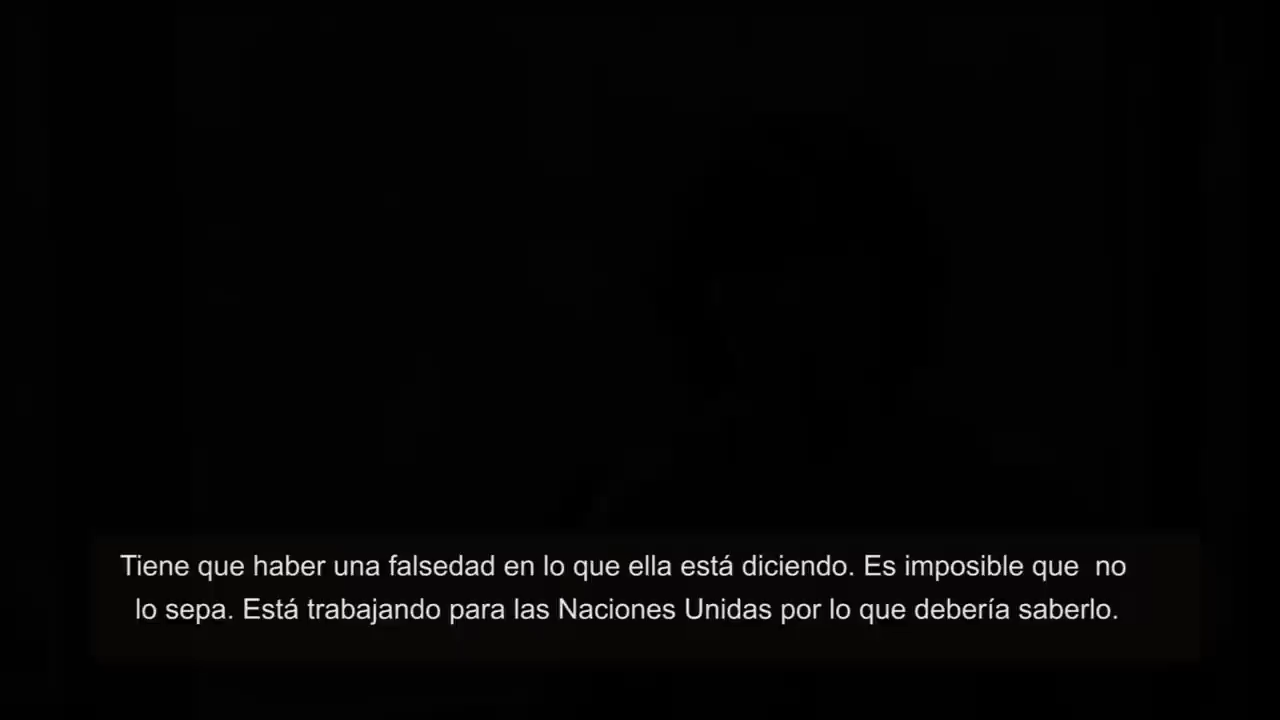 Tiene que haber una falsedad en lo que ella está diciendo. Es imposible que  no
lo sepa. Está trabajando para las Naciones Unidas por lo que debería saberlo.